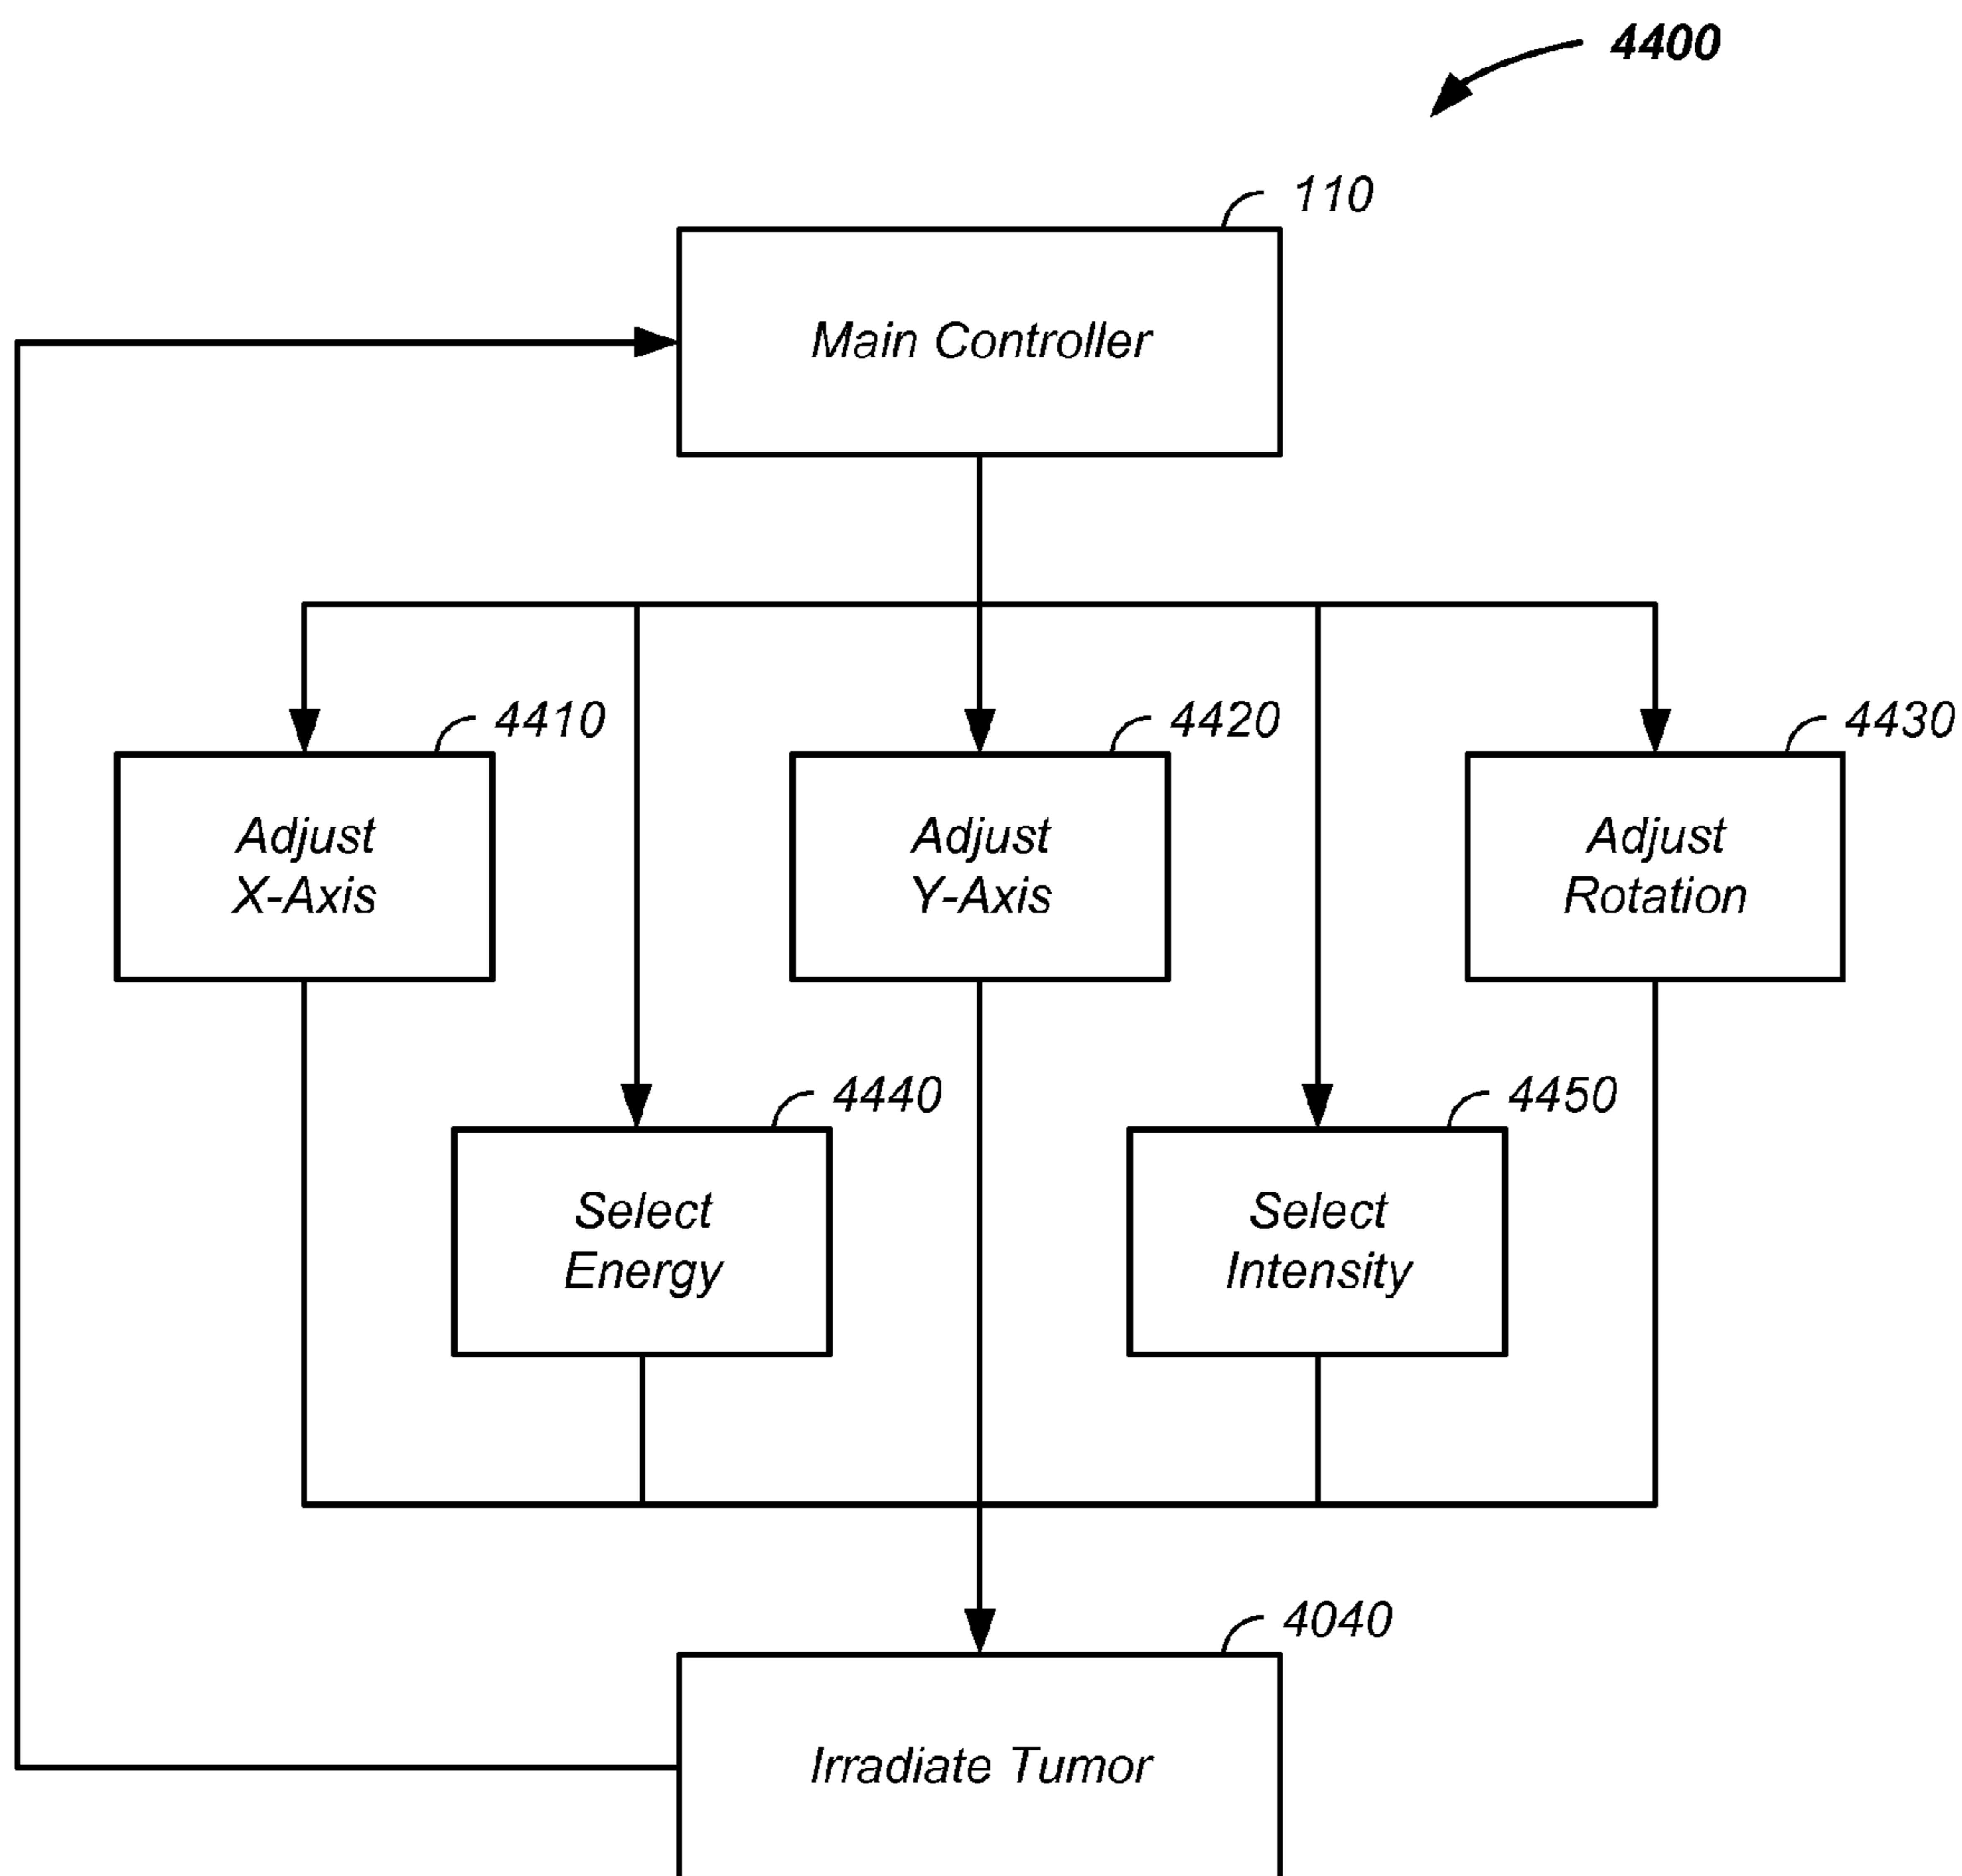 4400
110
Main Controller
4410
4420
4430
Adjust
X-Axis
Adjust
Y-Axis
Adjust
Rotation
4440
4450
Select
Energy
Select
Intensity
4040
Irradiate Tumor